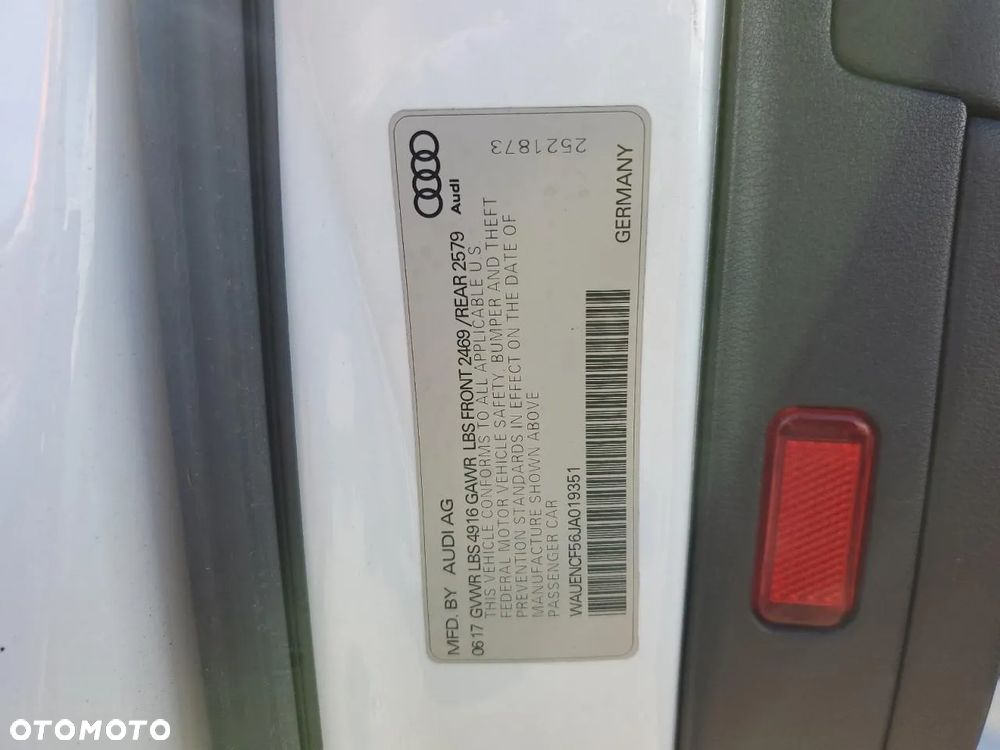 MFD. BY AUDI AG
0617 GVWR LBS 4916 GAWR LBS FRONT 2469 /REAR 2579
Audi
THIS VEHICLE CONFORMS TO ALL APPLICABLE U S
FEDERAL MOTOR VEHICLE SAFETY, BUMPER AND THEFT
PREVENTION STANDARDS IN EFFECT ON THE DATE OF
MANUFACTURE SHOWN ABOVE
PASSENGER CAR
2521873
WAUENCF56JA019351
GERMANY
OTOMOTO